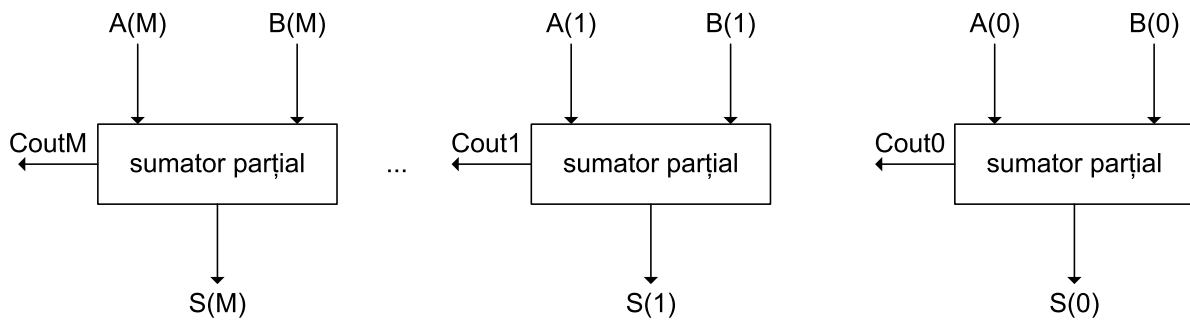 A(M) B(M) A(1) B(1) A(0) B(0)
CoutM sumator parțial ... Cout1 sumator parțial Cout0 sumator parțial
S(M) S(1) S(0)